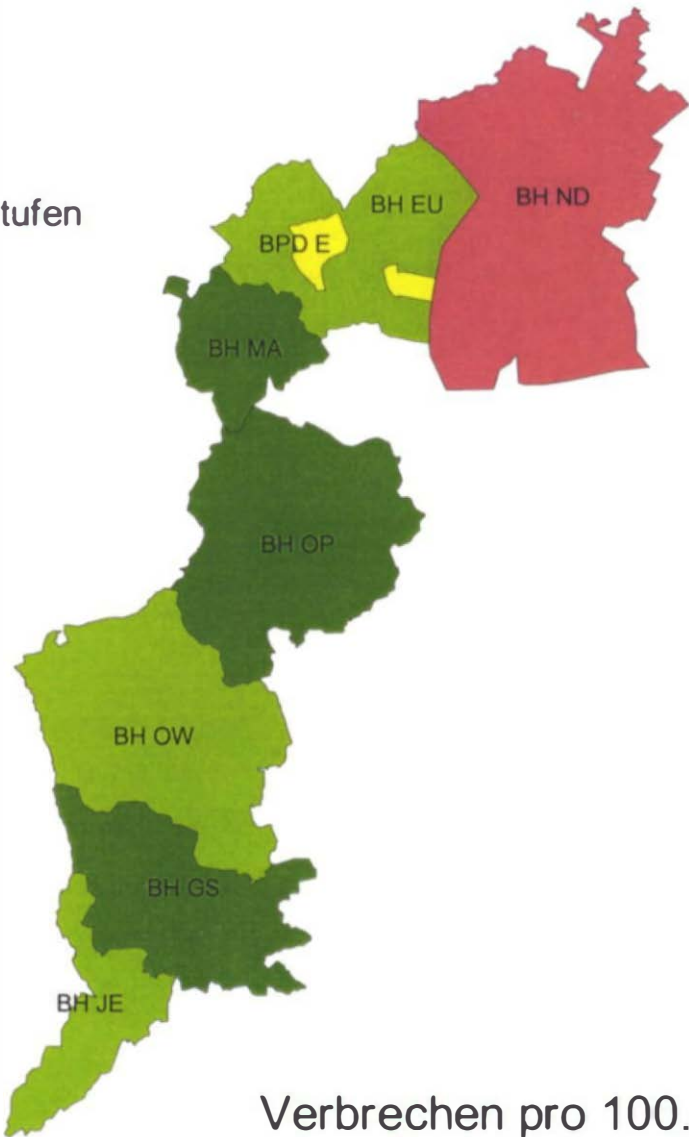 BH ND
BH EU
tufen
BPD E
BH MA
BH OP
BH OW
BH GS
BH JE
Verbrechen pro 100.